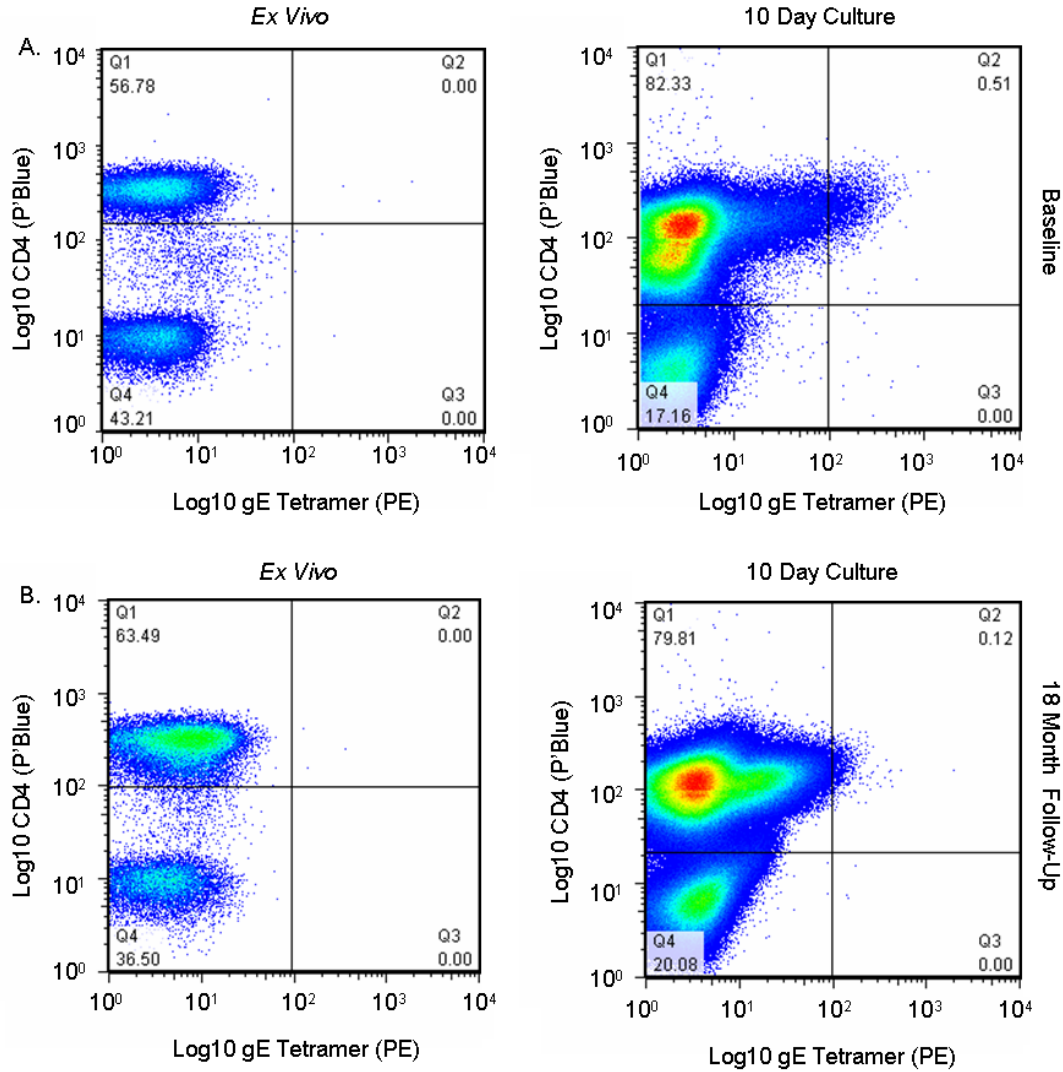 Ex Vivo
10 Day Culture
A.
10⁴
Q1
56.78
Q2
0.00
10³
10²
10¹
10⁰
Q4
43.21
Q3
0.00
Log10 CD4 (P'Blue)
10⁰ 10¹ 10² 10³ 10⁴
Log10 gE Tetramer (PE)
10⁴
Q1
82.33
Q2
0.51
10³
10²
10¹
10⁰
Q4
17.16
Q3
0.00
Log10 CD4 (P'Blue)
10⁰ 10¹ 10² 10³ 10⁴
Log10 gE Tetramer (PE)
Baseline
Ex Vivo
10 Day Culture
B.
10⁴
Q1
63.49
Q2
0.00
10³
10²
10¹
10⁰
Q4
36.50
Q3
0.00
Log10 CD4 (P'Blue)
10⁰ 10¹ 10² 10³ 10⁴
Log10 gE Tetramer (PE)
10⁴
Q1
79.81
Q2
0.12
10³
10²
10¹
10⁰
Q4
20.08
Q3
0.00
Log10 CD4 (P'Blue)
10⁰ 10¹ 10² 10³ 10⁴
Log10 gE Tetramer (PE)
18 Month Follow-Up